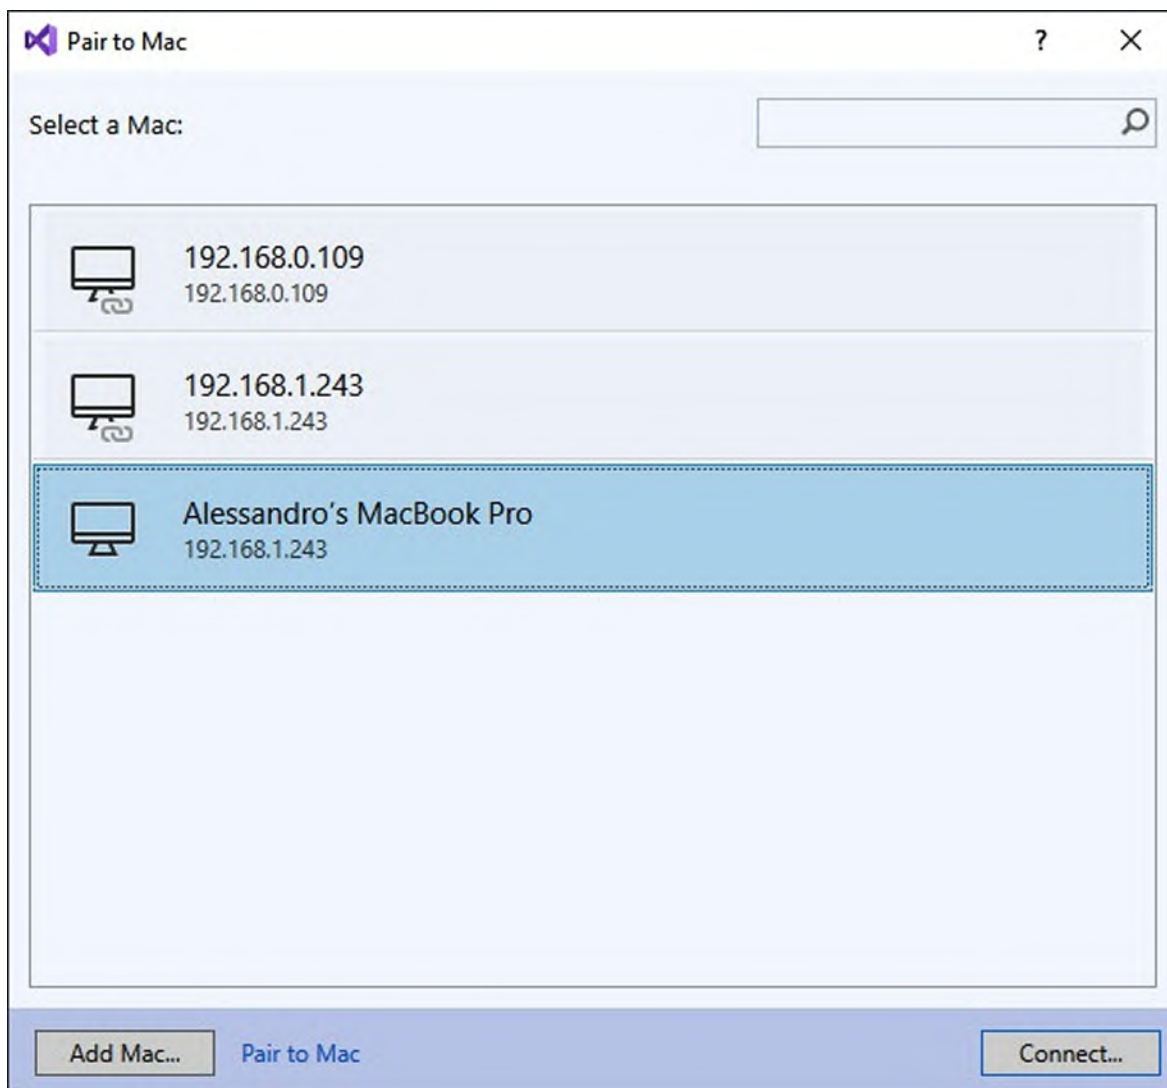 Pair to Mac
?
Select a Mac:
192.168.0.109
192.168.0.109
192.168.1.243
192.168.1.243
Alessandro's MacBook Pro
192.168.1.243
Add Mac... Pair to Mac Connect...